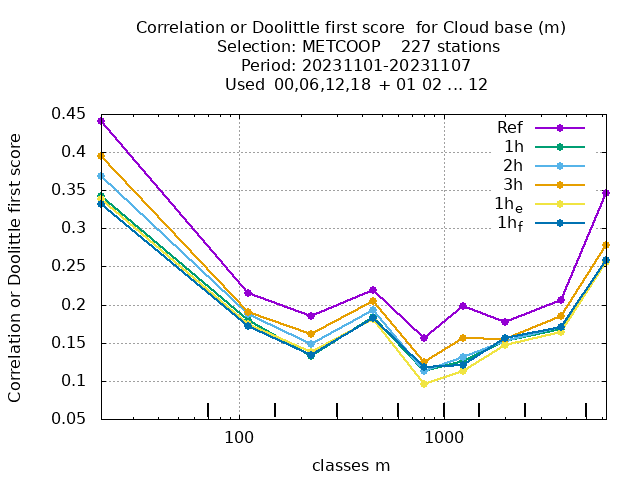 Correlation or Doolittle first score  for Cloud base (m)
Selection: METCOOP    227 stations
Period: 20231101-20231107
Used  00,06,12,18 + 01 02 ... 12
0.45
0.4
0.35
0.3
0.25
0.2
0.15
0.1
0.05
Correlation or Doolittle first score
Ref
1h
2h
3h
1he
1hf
100
1000
classes m